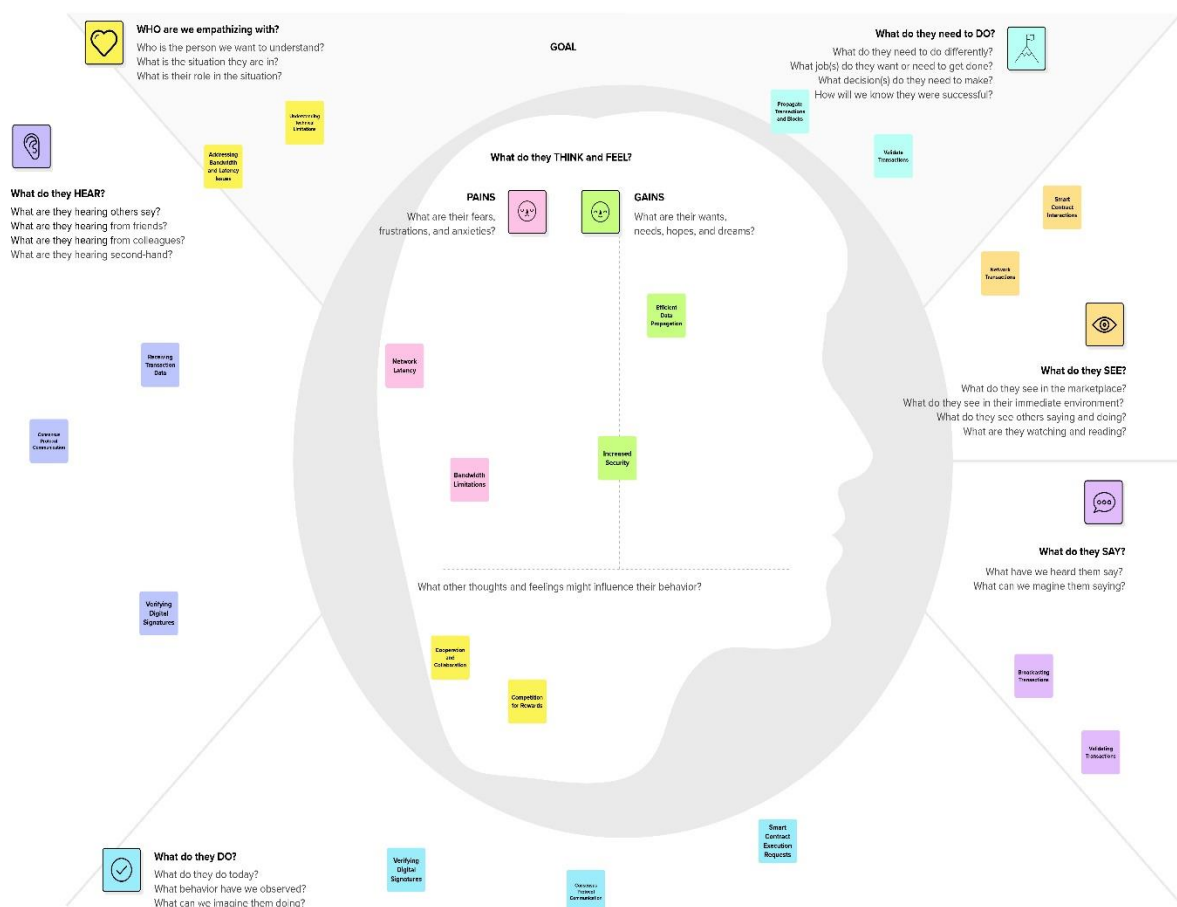 WHO are we empathizing with?
Who is the person we want to understand?
What is the situation they are in?
What is their role in the situation?
Understanding
Technical
Limitations
Addressing
Bandwidth
and Latency
Issues
GOAL
What do they need to DO?
What do they need to do differently?
What job(s) do they want or need to get done?
What decision(s) do they need to make?
How will we know they were successful?
Propagate
Transactions
and Blocks
Validate
Transactions
What do they HEAR?
What are they hearing others say?
What are they hearing from friends?
What are they hearing from colleagues?
What are they hearing second-hand?
Receiving
Transaction
Data
Consensus
Protocol
Communication
Verifying
Digital
Signatures
What do they THINK and FEEL?
PAINS
What are their fears,
frustrations, and anxieties?
Network
Latency
Bandwidth
Limitations
GAINS
What are their wants,
needs, hopes, and dreams?
Efficient
Data
Propagation
Increased
Security
What other thoughts and feelings might influence their behavior?
Cooperation
and
Collaboration
Competition
for Rewards
Smart
Contract
Interactions
Network
Transactions
What do they SEE?
What do they see in the marketplace?
What do they see in their immediate environment?
What do they see others saying and doing?
What are they watching and reading?
What do they SAY?
What have we heard them say?
What can we magine them saying?
Broadcasting
Transactions
Validating
Transactions
What do they DO?
What do they do today?
What behavior have we observed?
What can we imagine them doing?
Verifying
Digital
Signatures
Consensus
Protocol
Communication
Smart
Contract
Execution
Requests